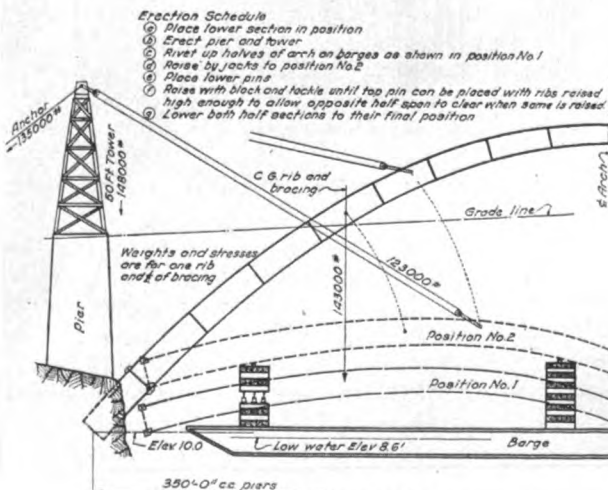 Erection Schedule
(a) Place lower section in position
(b) Erect pier and tower
(c) Rivet up halves of arch on barges as shown in position No.1
(d) Raise by jacks to position No.2
(e) Place lower pins
(f) Raise with block and tackle until top pin can be placed with ribs raised
high enough to allow opposite half span to clear when same is raised
(g) Lower both half sections to their final position
Anchor
135000#
60 Ft Tower
148000#
C.G. rib and
bracing
Grade line
¢ Arch
Weights and stresses
are for one rib
and ½ of bracing
123000#
143000#
Pier
Position No.2
Position No.1
Elev 10.0
Low water Elev 8.6'
Barge
350'-0" c.c. piers